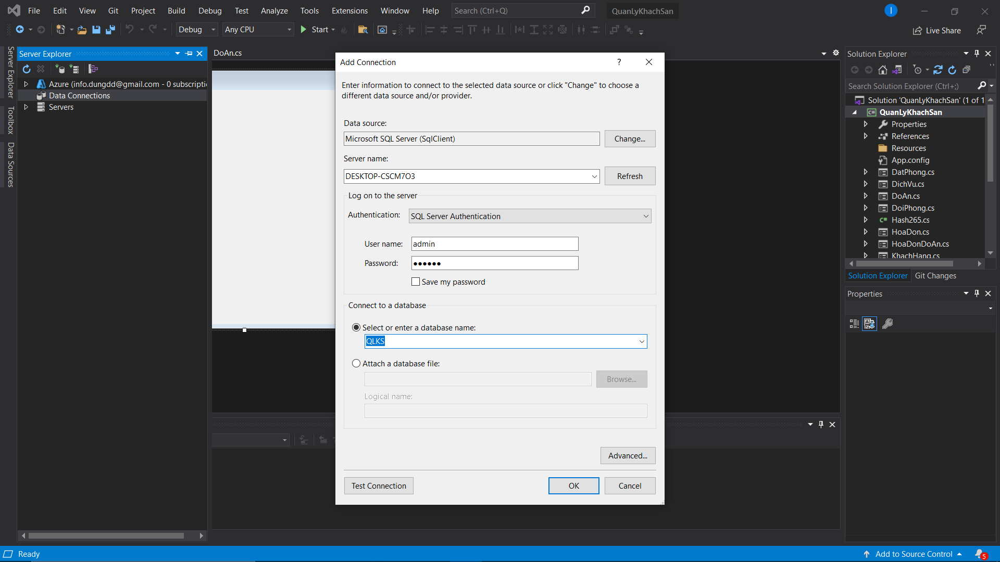 File Edit View Git Project Build Debug Test Analyze Tools Extensions Window Help Search (Ctrl+Q) QuanLyKhachSan I
Debug Any CPU Start Live Share
Server Explorer
Toolbox
Data Sources
Server Explorer
Azure (info.dungdd@gmail.com - 0 subscripti
Data Connections
Servers
DoAn.cs
Add Connection ?
Enter information to connect to the selected data source or click "Change" to choose a
different data source and/or provider.
Data source:
Microsoft SQL Server (SqlClient) Change...
Server name:
DESKTOP-CSCM7O3 Refresh
Log on to the server
Authentication: SQL Server Authentication
User name: admin
Password: ●●●●●●
Save my password
Connect to a database
Select or enter a database name:
QLKS
Attach a database file:
Browse...
Logical name:
Advanced...
Test Connection OK Cancel
Solution Explorer
Search Solution Explorer (Ctrl+;)
Solution 'QuanLyKhachSan' (1 of 1
C# QuanLyKhachSan
Properties
References
Resources
App.config
DatPhong.cs
DichVu.cs
DoAn.cs
DoiPhong.cs
C# Hash265.cs
HoaDon.cs
HoaDonDoAn.cs
KhachHang.cs
Solution Explorer Git Changes
Properties
Ready Add to Source Control 5